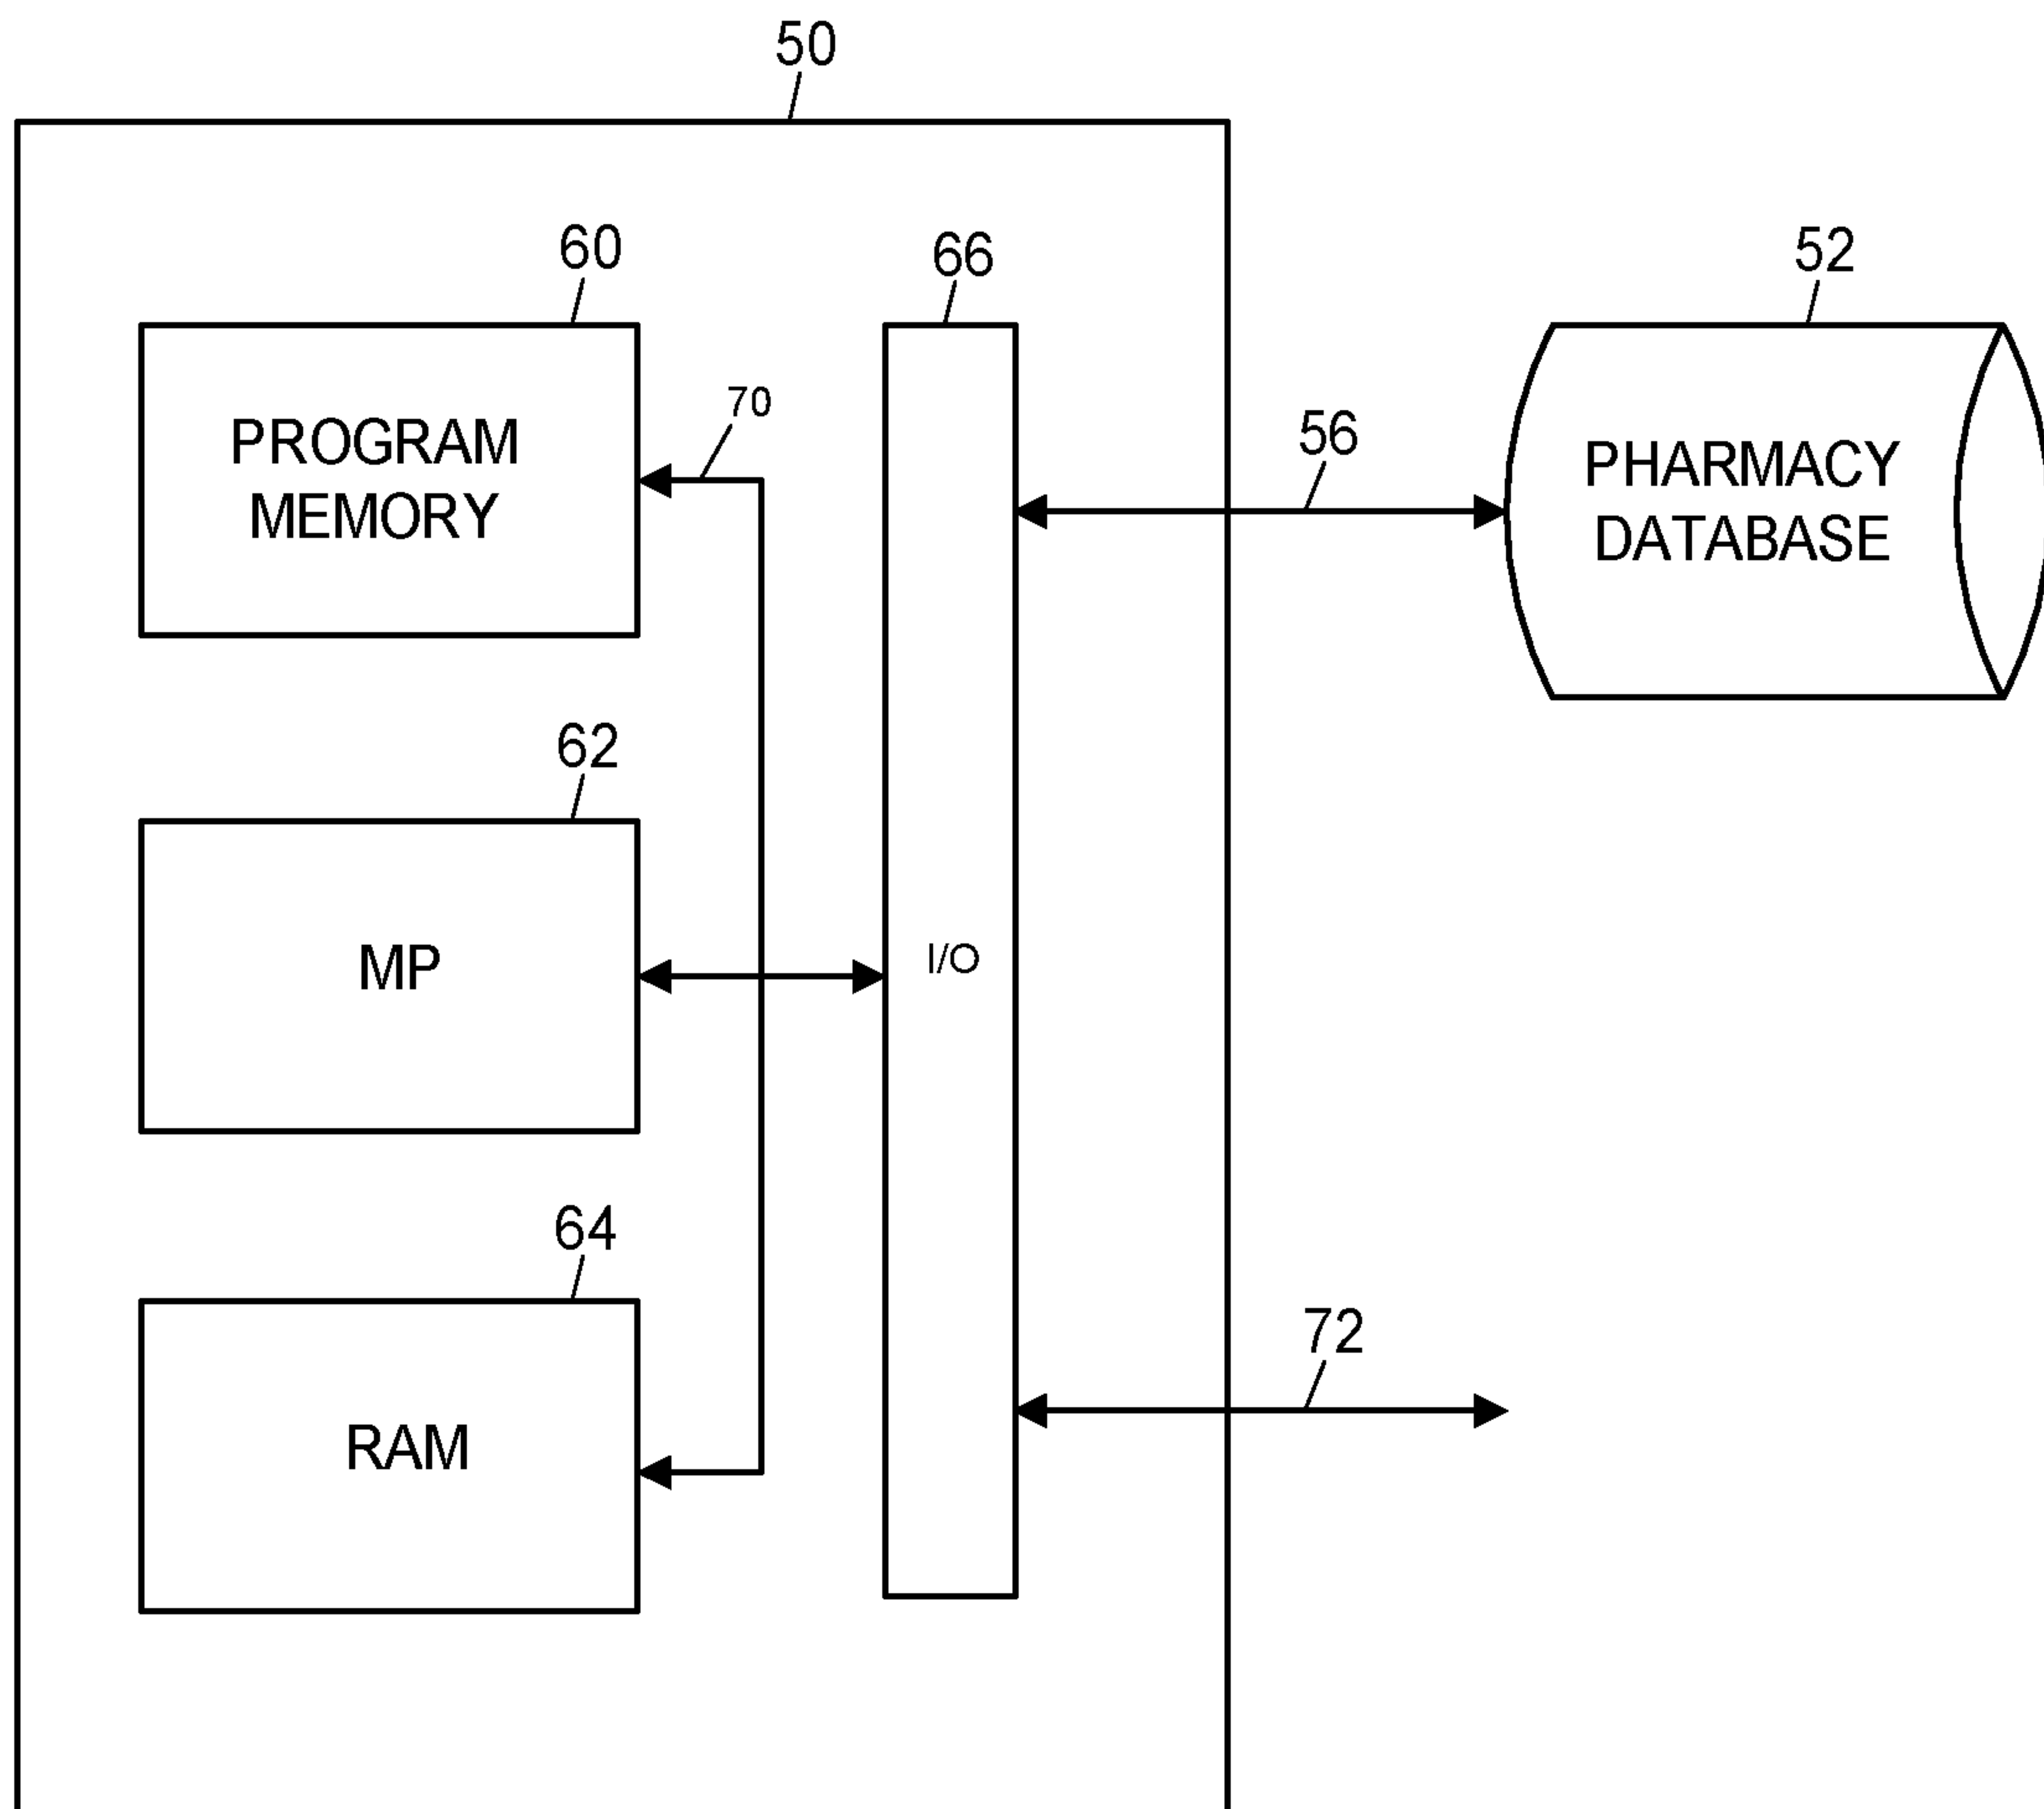 50
60
66
52
70
PROGRAM
MEMORY
56
PHARMACY
DATABASE
62
MP
I/O
64
72
RAM